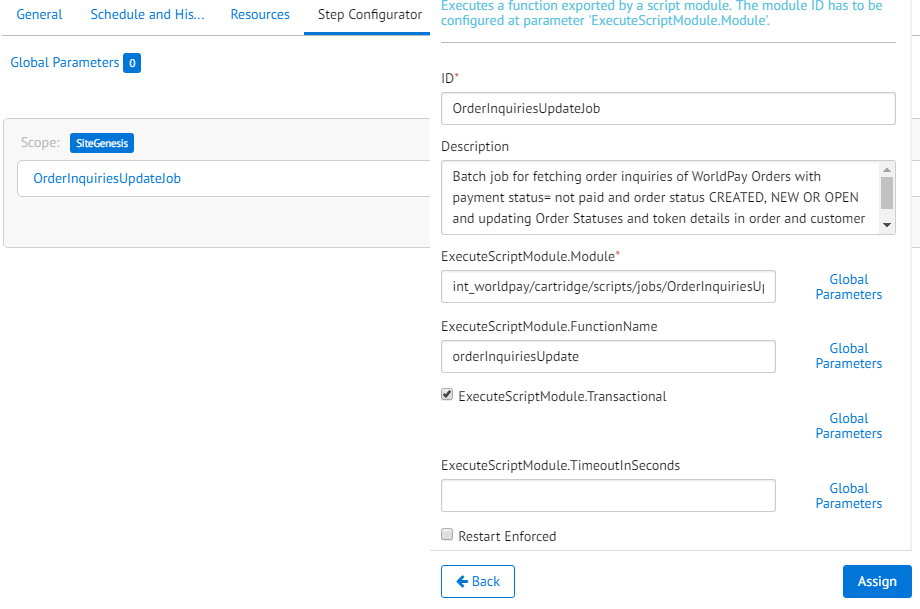 General
Schedule and His...
Resources
Step Configurator
Global Parameters 0
Scope: SiteGenesis
OrderInquiriesUpdateJob
Executes a function exported by a script module. The module ID has to be
configured at parameter 'ExecuteScriptModule.Module'.
ID*
OrderInquiriesUpdateJob
Description
Batch job for fetching order inquiries of WorldPay Orders with
payment status= not paid and order status CREATED, NEW OR OPEN
and updating Order Statuses and token details in order and customer
ExecuteScriptModule.Module*
int_worldpay/cartridge/scripts/jobs/OrderInquiriesUp
Global
Parameters
ExecuteScriptModule.FunctionName
orderInquiriesUpdate
Global
Parameters
ExecuteScriptModule.Transactional
Global
Parameters
ExecuteScriptModule.TimeoutInSeconds
Global
Parameters
Restart Enforced
Back
Assign